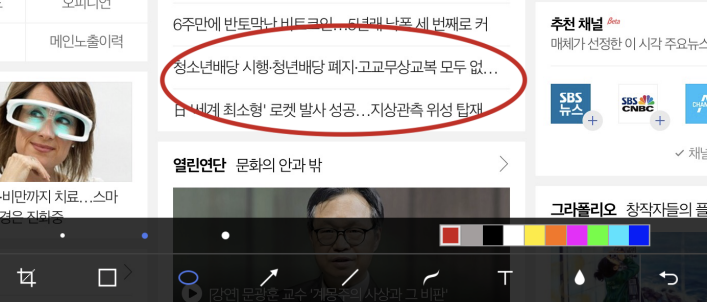 오피니언
메인노출이력
6주만에 반토막난 비트코인…5년래 낙폭 세 번째로 커
청소년배당 시행·청년배당 폐지·고교무상교복 모두 없…
日 '세계 최소형' 로켓 발사 성공…지상관측 위성 탑재
추천 채널 Beta
매체가 선정한 이 시각 주요뉴스
SBS
뉴스
SBS
CNBC
채널
열린연단 문화의 안과 밖
·비만까지 치료…스마
경은 진화중
그라폴리오 창작자들의 플
[강연] 문광훈 교수 '계몽주의 사상과 그 비판'
T